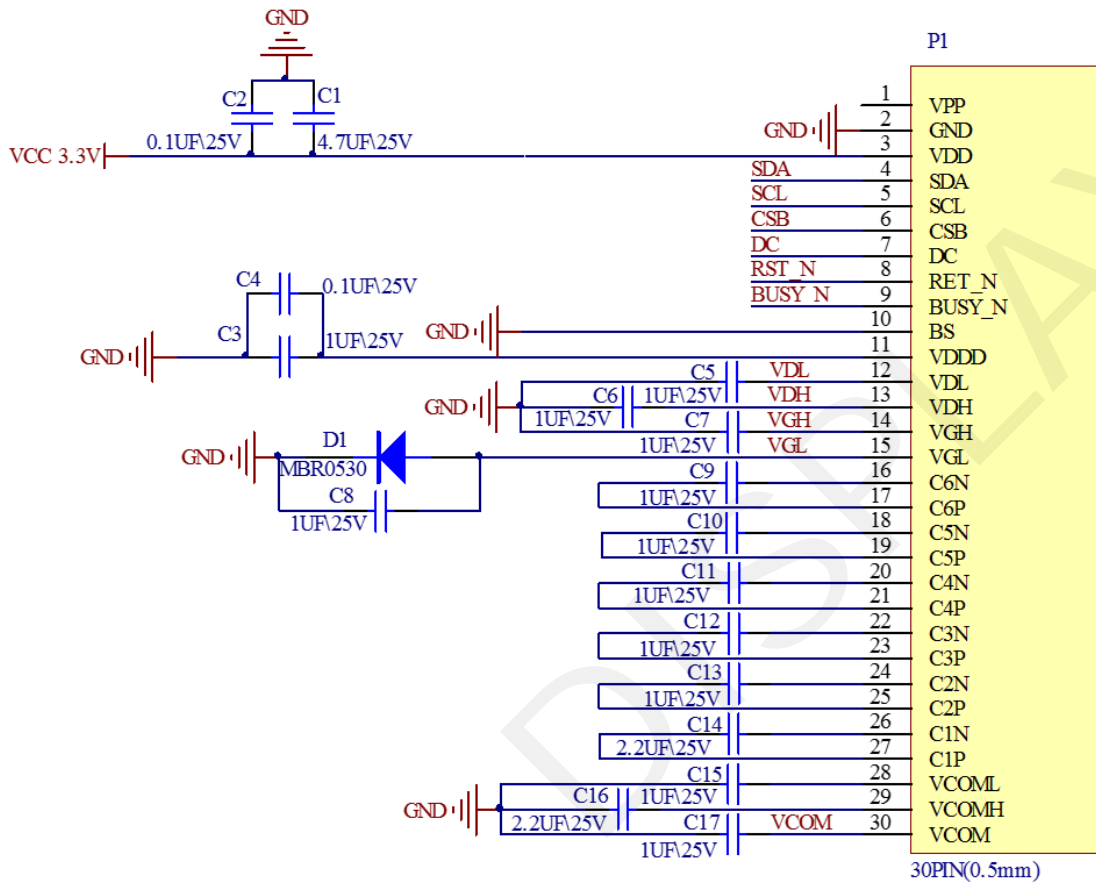 GND
P1
C2 C1
0.1UF\25V 4.7UF\25V
VCC 3.3V
GND
1 VPP
2 GND
3 VDD
SDA 4 SDA
SCL 5 SCL
CSB 6 CSB
DC 7 DC
RST_N 8 RET_N
BUSY_N 9 BUSY_N
C4 0.1UF\25V
C3 1UF\25V
GND
GND 10 BS
11 VDDD
C5 1UF\25V VDL 12 VDL
GND C6 1UF\25V VDH 13 VDH
C7 1UF\25V VGH 14 VGH
GND D1 MBR0530 VGL 15 VGL
C8 1UF\25V
C9 1UF\25V 16 C6N
17 C6P
C10 1UF\25V 18 C5N
19 C5P
C11 1UF\25V 20 C4N
21 C4P
C12 1UF\25V 22 C3N
23 C3P
C13 1UF\25V 24 C2N
25 C2P
C14 2.2UF\25V 26 C1N
27 C1P
C15 1UF\25V 28 VCOML
GND C16 2.2UF\25V 29 VCOMH
C17 1UF\25V VCOM 30 VCOM
30PIN(0.5mm)
DISPLAY